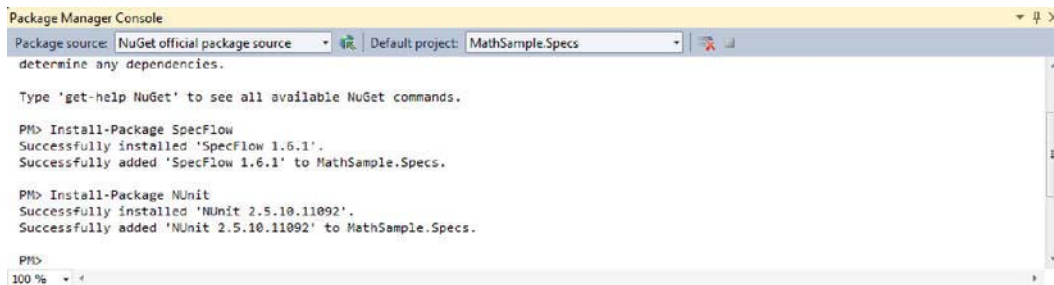 Package Manager Console
Package source: NuGet official package source Default project: MathSample.Specs
determine any dependencies.
Type 'get-help NuGet' to see all available NuGet commands.
PM> Install-Package SpecFlow
Successfully installed 'SpecFlow 1.6.1'.
Successfully added 'SpecFlow 1.6.1' to MathSample.Specs.
PM> Install-Package NUnit
Successfully installed 'NUnit 2.5.10.11092'.
Successfully added 'NUnit 2.5.10.11092' to MathSample.Specs.
PM>
100 %